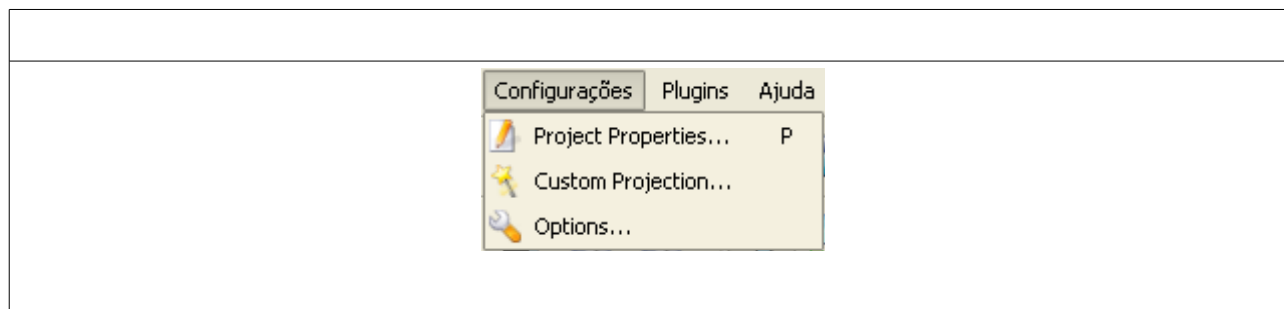 Configurações Plugins Ajuda
Project Properties... P
Custom Projection...
Options...